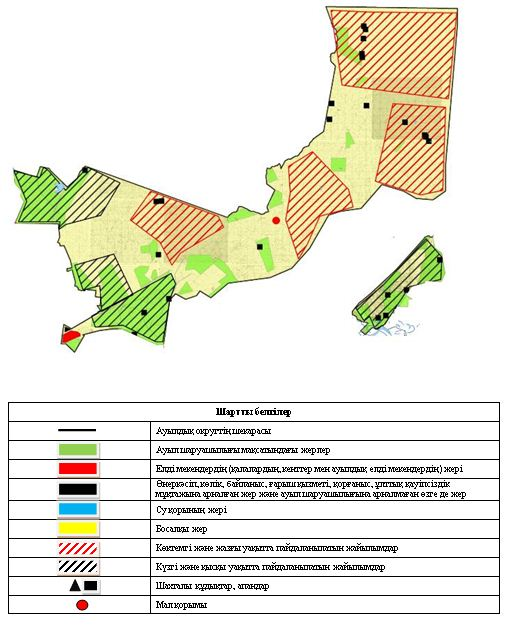 Шартты белгілер
Ауылдық округтің шекарасы
Ауыл шаруашылығы мақсатындағы жерлер
Елді мекендердің (қалалардың, кенттер мен ауылдық елді мекендердің) жері
Өнеркәсіп, көлік, байланыс, ғарыш қызметі, қорғаныс, ұлттық қауіпсіздік
мұқтажына арналған жер және ауыл шаруашылығына арналмаған өзге де жер
Су қорының жері
Босалқы жер
Көктемгі және жазғы уақытта пайдаланылатын жайылымдар
Күзгі және қысқы уақытта пайдаланылатын жайылымдар
Шахталы құдықтар, апандар
Мал қорымы